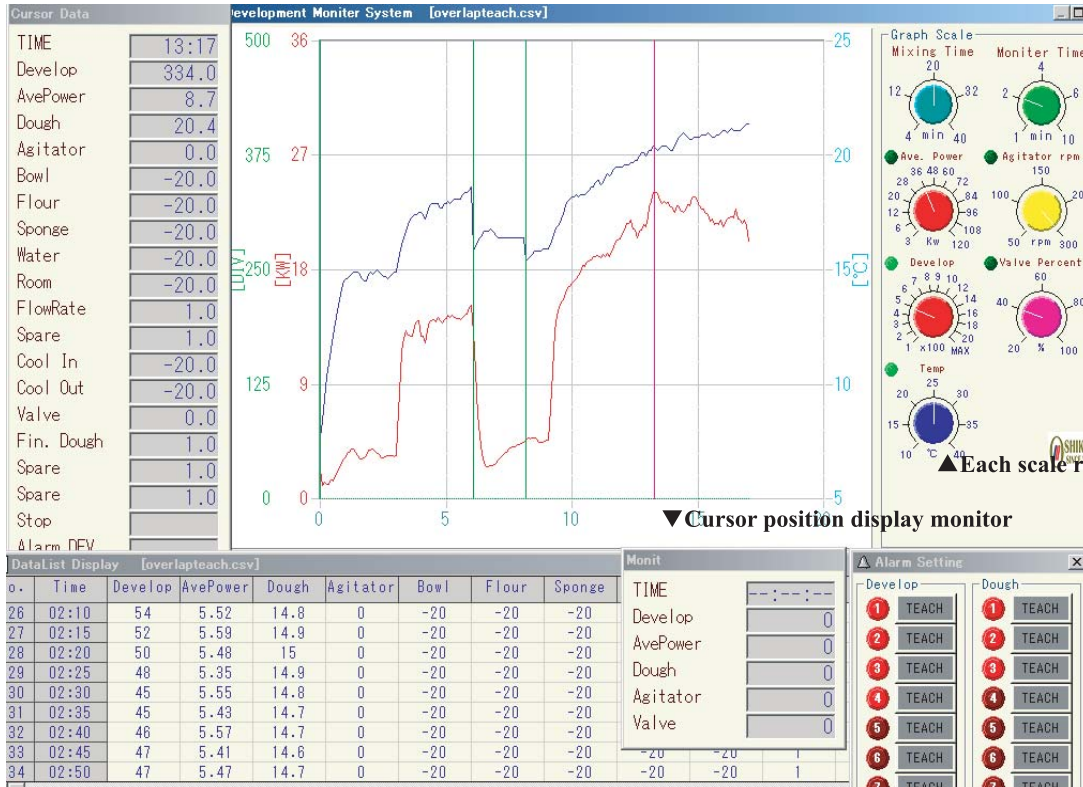 Cursor Data
Development Moniter System [overlapteach.csv]
TIME 13:17
Develop 334.0
AvePower 8.7
Dough 20.4
Agitator 0.0
Bowl -20.0
Flour -20.0
Sponge -20.0
Water -20.0
Room -20.0
FlowRate 1.0
Spare 1.0
Cool In -20.0
Cool Out -20.0
Valve 0.0
Fin. Dough 1.0
Spare 1.0
Spare 1.0
Stop
Alarm DEV
500 36 25
375 27 20
250 18 15
125 9 10
0 0 5
[DIV] [KW] [°C]
0 5 10 15 20
Graph Scale
Mixing Time
4 12 20 32 40
min
Moniter Time
1 2 4 6 10
min
Ave. Power
3 6 12 20 28 36 48 60 72 84 96 108 120
Kw
Agitator rpm
50 100 150 20 300
rpm
Develop
1 2 3 4 5 6 7 8 9 10 12 14 16 18 20 MAX
x100
Valve Percent
20 40 60 80 100
%
Temp
10 15 20 25 30 35 40
°C
SHIK
▲Each scale r
▼Cursor position display monitor
DataList Display [overlapteach.csv]
o. Time Develop AvePower Dough Agitator Bowl Flour Sponge
26 02:10 54 5.52 14.8 0 -20 -20 -20
27 02:15 52 5.59 14.9 0 -20 -20 -20
28 02:20 50 5.48 15 0 -20 -20 -20
29 02:25 48 5.35 14.9 0 -20 -20 -20
30 02:30 45 5.55 14.8 0 -20 -20 -20
31 02:35 45 5.43 14.7 0 -20 -20 -20
32 02:40 46 5.57 14.7 0 -20 -20 -20
33 02:45 47 5.41 14.6 0 -20 -20 -20 -20 -20 1
34 02:50 47 5.47 14.7 0 -20 -20 -20 -20 -20 1
Monit
TIME --:--:--
Develop 0
AvePower 0
Dough 0
Agitator 0
Valve 0
Alarm Setting
Develop Dough
1 TEACH 1 TEACH
2 TEACH 2 TEACH
3 TEACH 3 TEACH
4 TEACH 4 TEACH
5 TEACH 5 TEACH
6 TEACH 6 TEACH
7 TEACH 7 TEACH